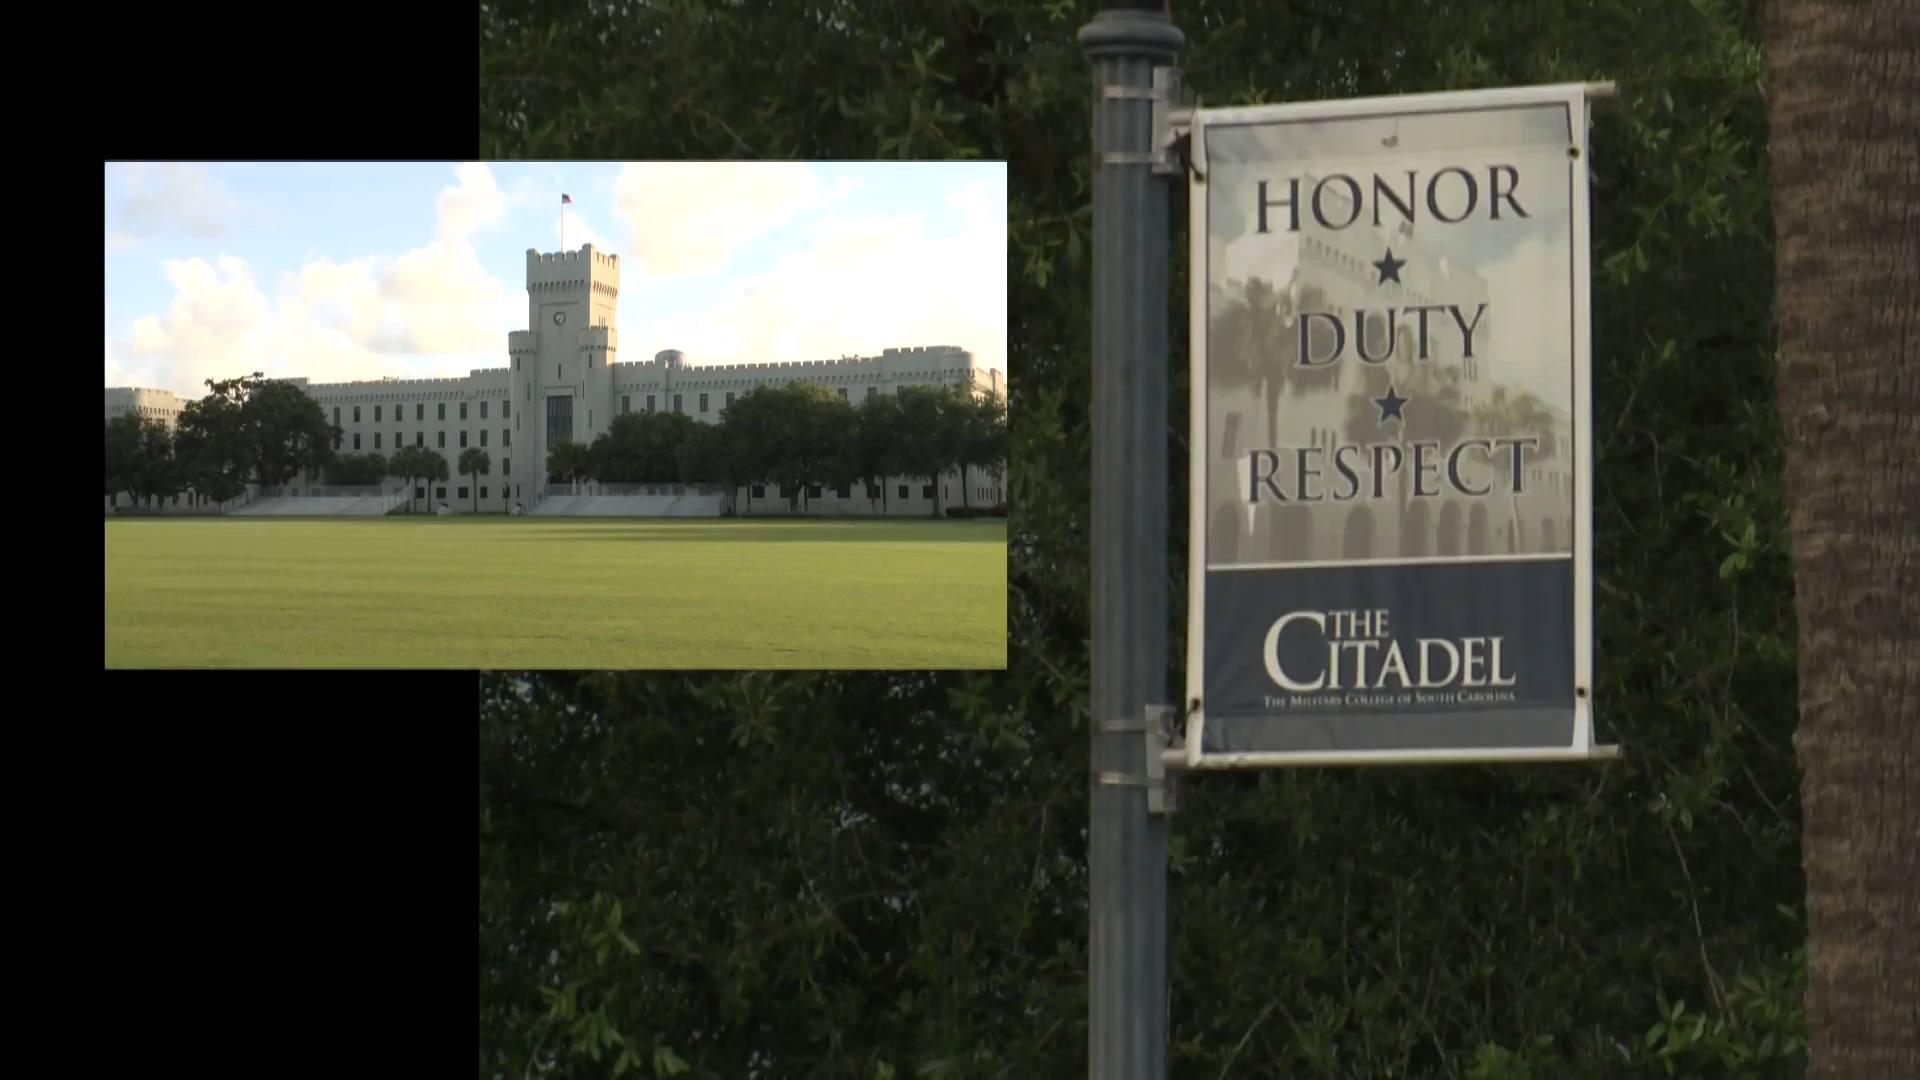 HONOR
DUTY
RESPECT
THE
CITADEL
THE MILITARY COLLEGE OF SOUTH CAROLINA